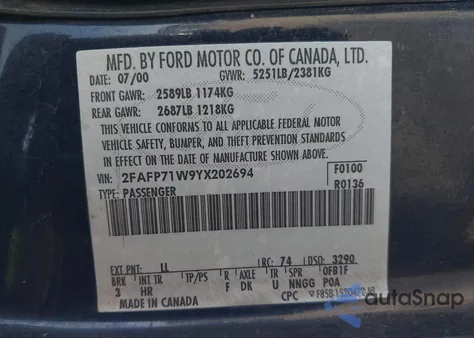 MFD. BY FORD MOTOR CO. OF CANADA, LTD.
DATE: 07/00 GVWR: 5251LB/2381KG
FRONT GAWR: 2589LB 1174KG
REAR GAWR: 2687LB 1218KG
THIS VEHICLE CONFORMS TO ALL APPLICABLE FEDERAL MOTOR
VEHICLE SAFETY, BUMPER, AND THEFT PREVENTION STANDARDS
IN EFFECT ON THE DATE OF MANUFACTURE SHOWN ABOVE.
VIN: 2FAFP71W9YX202694 F0100
TYPE: PASSENGER R0136
EXT PNT: LL RC: 74 DSO: 3290
BRK INT TR TP/PS R AXLE TR SPR 0FB1F
3 HR F DK U NNGG P0A
MADE IN CANADA CPC
autoSnap